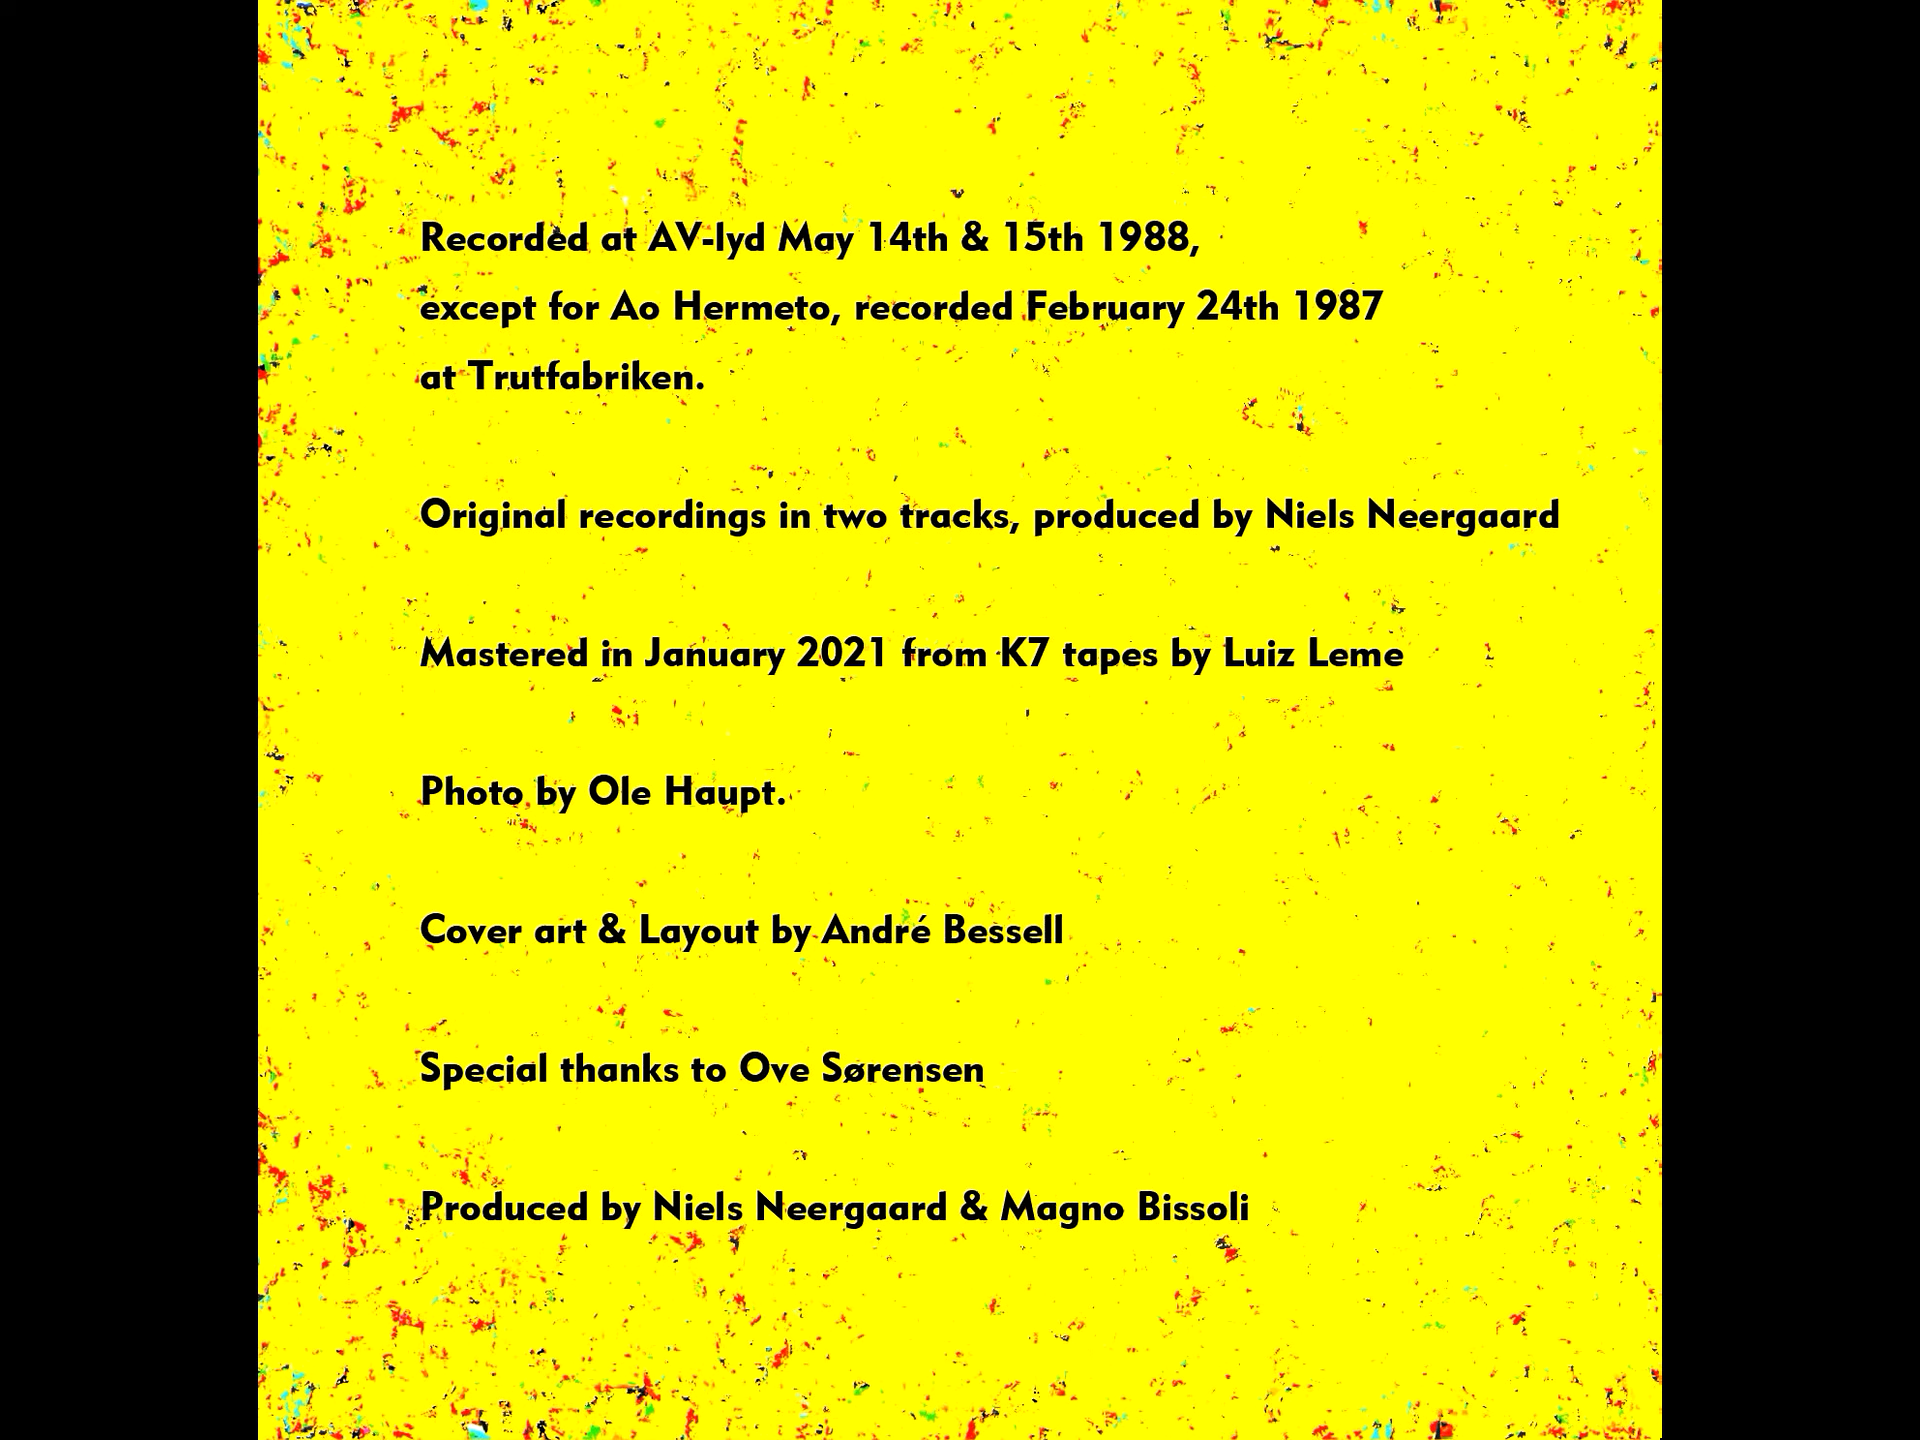 Recorded at AV-lyd May 14th & 15th 1988,
except for Ao Hermeto, recorded February 24th 1987
at Trutfabriken.
Original recordings in two tracks, produced by Niels Neergaard
Mastered in January 2021 from K7 tapes by Luiz Leme
Photo by Ole Haupt.
Cover art & Layout by André Bessell
Special thanks to Ove Sørensen
Produced by Niels Neergaard & Magno Bissoli